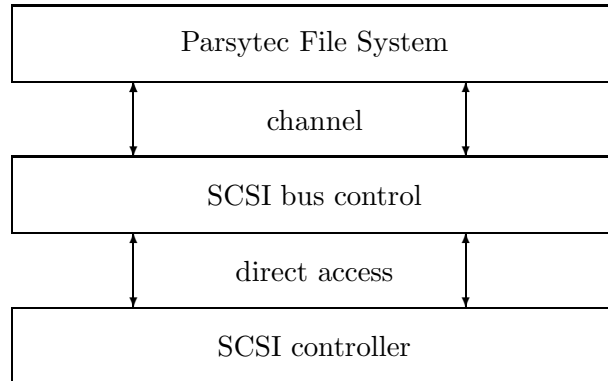 Parsytec File System
channel
SCSI bus control
direct access
SCSI controller